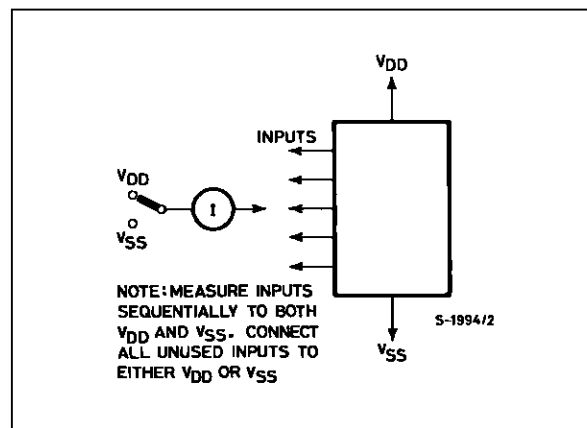 VDD
INPUTS
VDD
I
VSS
NOTE: MEASURE INPUTS
SEQUENTIALLY TO BOTH
VDD AND VSS. CONNECT
ALL UNUSED INPUTS TO
EITHER VDD OR VSS
S-1994/2
VSS